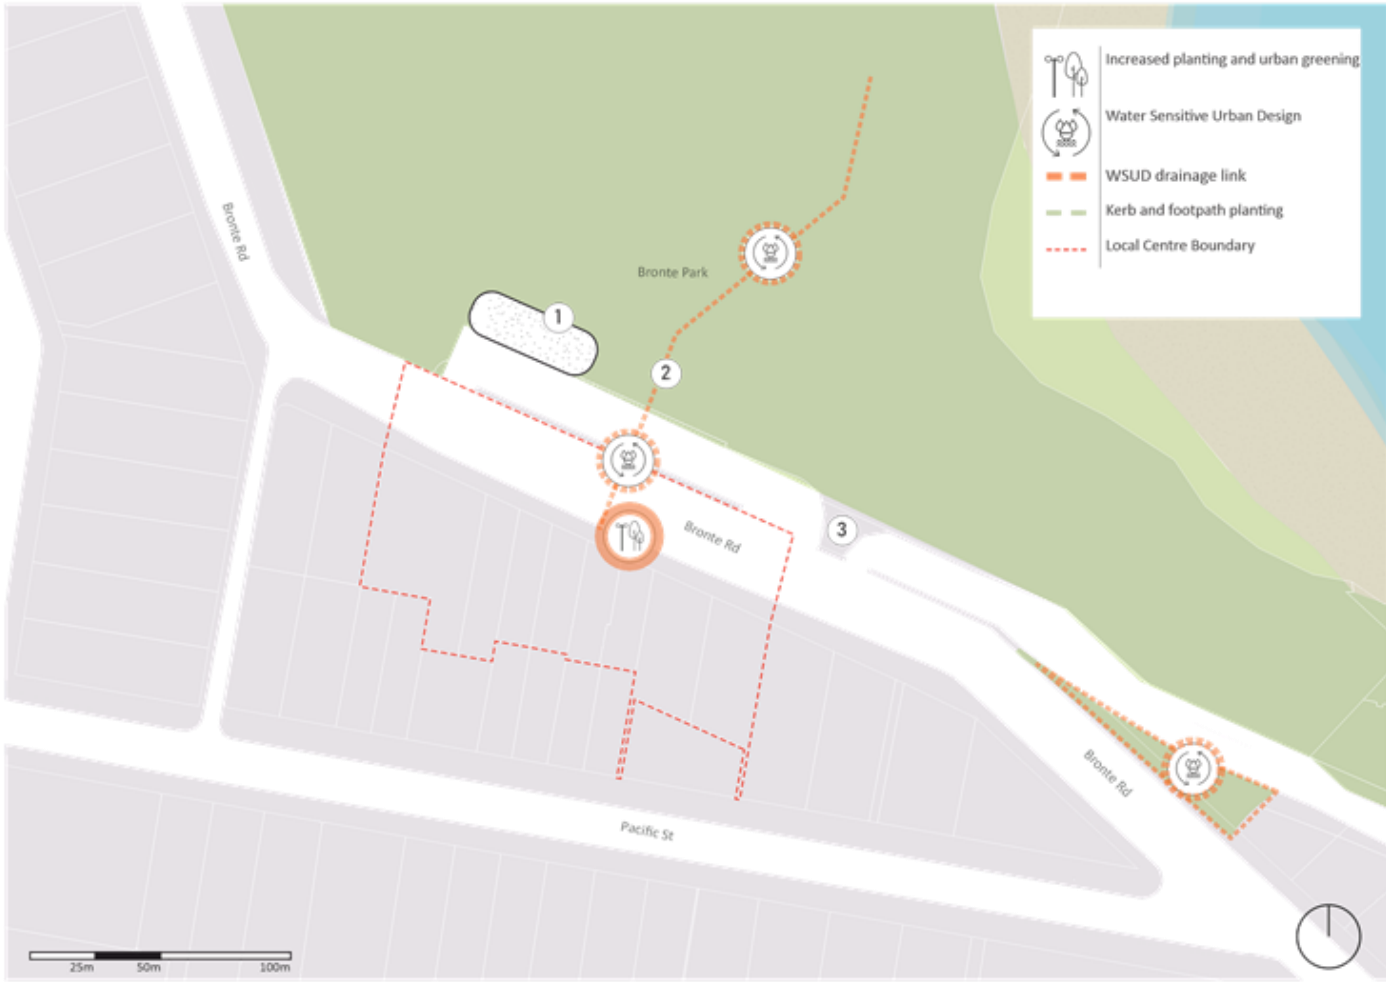 Increased planting and urban greening
Water Sensitive Urban Design
WSUD drainage link
Kerb and footpath planting
Local Centre Boundary
Bronte Rd
Bronte Park
1
2
3
Bronte Rd
Bronte Rd
Pacific St
25m 50m 100m